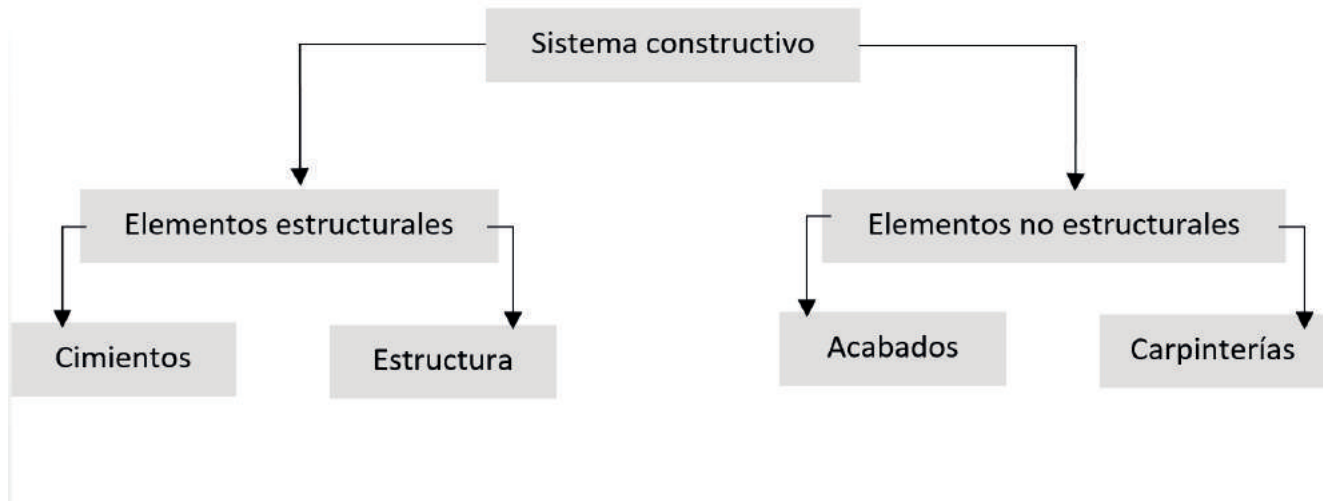 Sistema constructivo
Elementos estructurales
Elementos no estructurales
Cimientos
Estructura
Acabados
Carpinterías